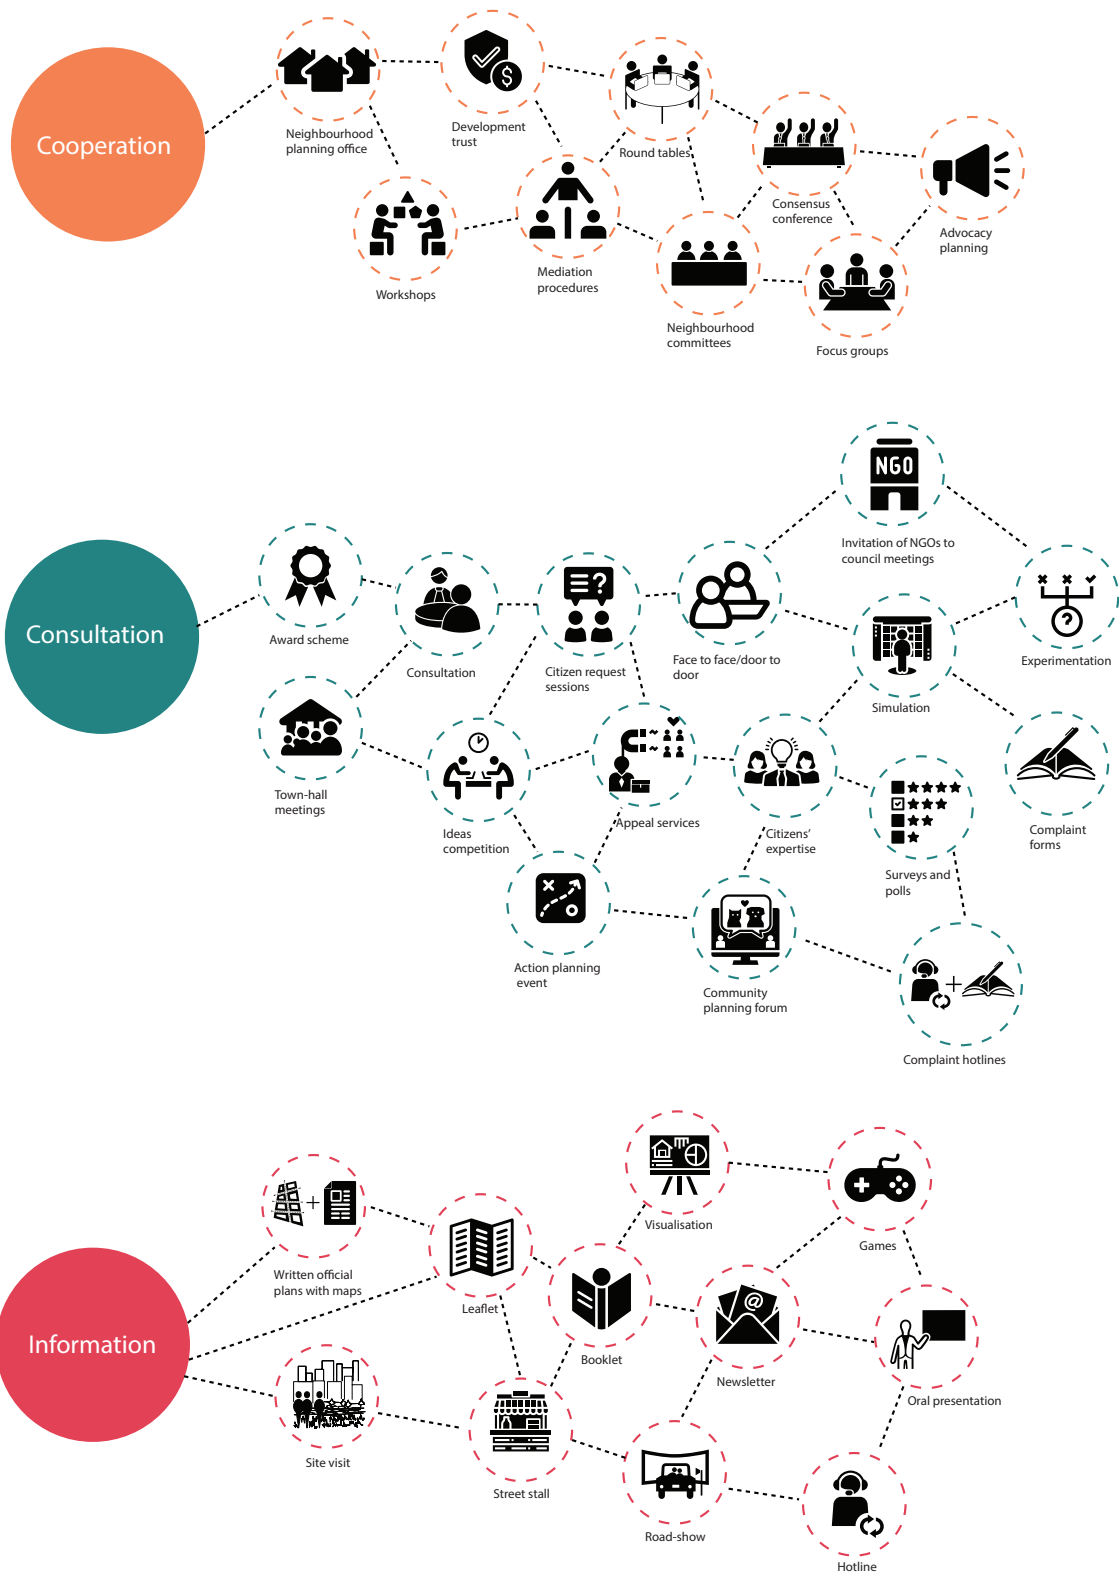 Cooperation
Neighbourhood
planning office
Development
trust
$
Round tables
Consensus
conference
Advocacy
planning
Workshops
Mediation
procedures
Neighbourhood
committees
Focus groups
Consultation
NGO
Invitation of NGOs to
council meetings
Award scheme
Consultation
?
Citizen request
sessions
Face to face/door to
door
Simulation
?
Experimentation
Town-hall
meetings
Ideas
competition
Appeal services
Citizens’
expertise
Surveys and
polls
Complaint
forms
Action planning
event
Community
planning forum
+
Complaint hotlines
Information
+
Written official
plans with maps
Leaflet
Visualisation
Games
Booklet
@
Newsletter
Oral presentation
Site visit
Street stall
Road-show
Hotline